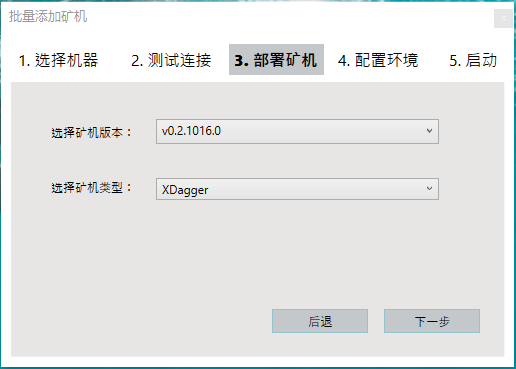 批量添加矿机
1. 选择机器 2. 测试连接 3. 部署矿机 4. 配置环境 5. 启动
选择矿机版本： v0.2.1016.0
选择矿机类型： XDagger
后退 下一步